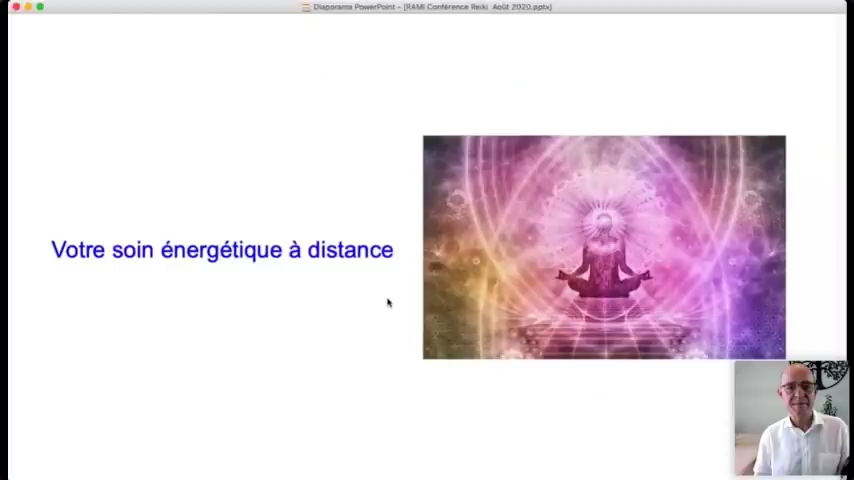 Diaporama PowerPoint - [RAMI Conférence Reiki Août 2020.pptx]
Votre soin énergétique à distance